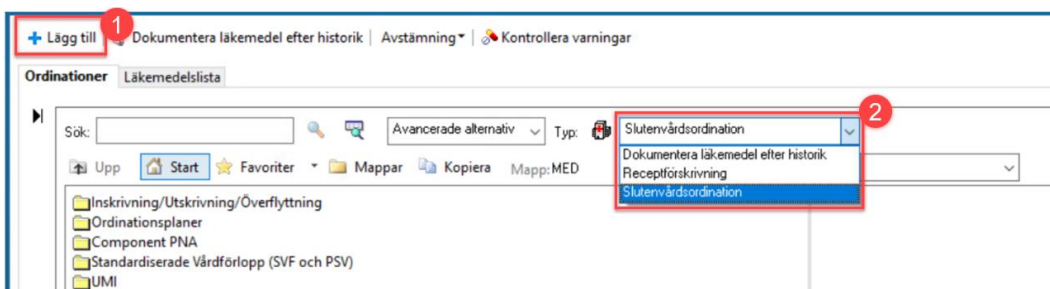 1
Lägg till Dokumentera läkemedel efter historik | Avstämning | Kontrollera varningar
Ordinationer Läkemedelslista
2
Sök: Avancerade alternativ Typ: Slutenvårdsordination
Dokumentera läkemedel efter historik
Receptförskrivning
Slutenvårdsordination
Upp Start Favoriter Mappar Kopiera Mapp: MED
Inskrivning/Utskrivning/Överflyttning
Ordinationsplaner
Component PNA
Standardiserade Vårdförlopp (SVF och PSV)
UMI